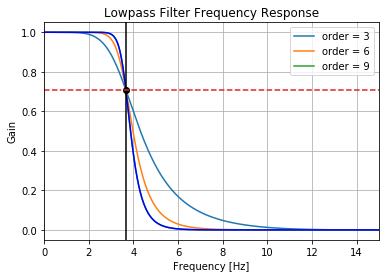 Lowpass Filter Frequency Response
1.0
0.8
0.6
0.4
0.2
0.0
Gain
order = 3
order = 6
order = 9
0 2 4 6 8 10 12 14
Frequency [Hz]